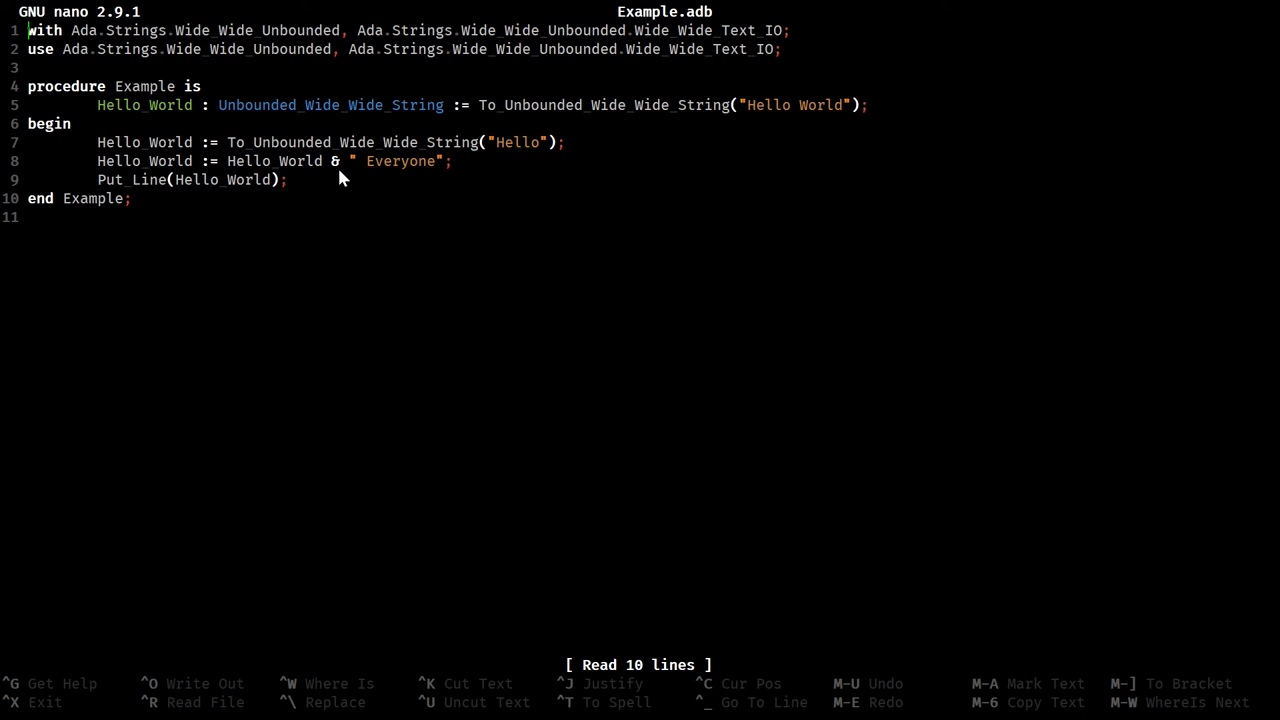 GNU nano 2.9.1 Example.adb
1 with Ada.Strings.Wide_Wide_Unbounded, Ada.Strings.Wide_Wide_Unbounded.Wide_Wide_Text_IO;
2 use Ada.Strings.Wide_Wide_Unbounded, Ada.Strings.Wide_Wide_Unbounded.Wide_Wide_Text_IO;
3
4 procedure Example is
5 Hello_World : Unbounded_Wide_Wide_String := To_Unbounded_Wide_Wide_String("Hello World");
6 begin
7 Hello_World := To_Unbounded_Wide_Wide_String("Hello");
8 Hello_World := Hello_World & " Everyone";
9 Put_Line(Hello_World);
10 end Example;
11
[ Read 10 lines ]
^G Get Help ^O Write Out ^W Where Is ^K Cut Text ^J Justify ^C Cur Pos M-U Undo M-A Mark Text M-] To Bracket
^X Exit ^R Read File ^\ Replace ^U Uncut Text ^T To Spell ^_ Go To Line M-E Redo M-6 Copy Text M-W WhereIs Next